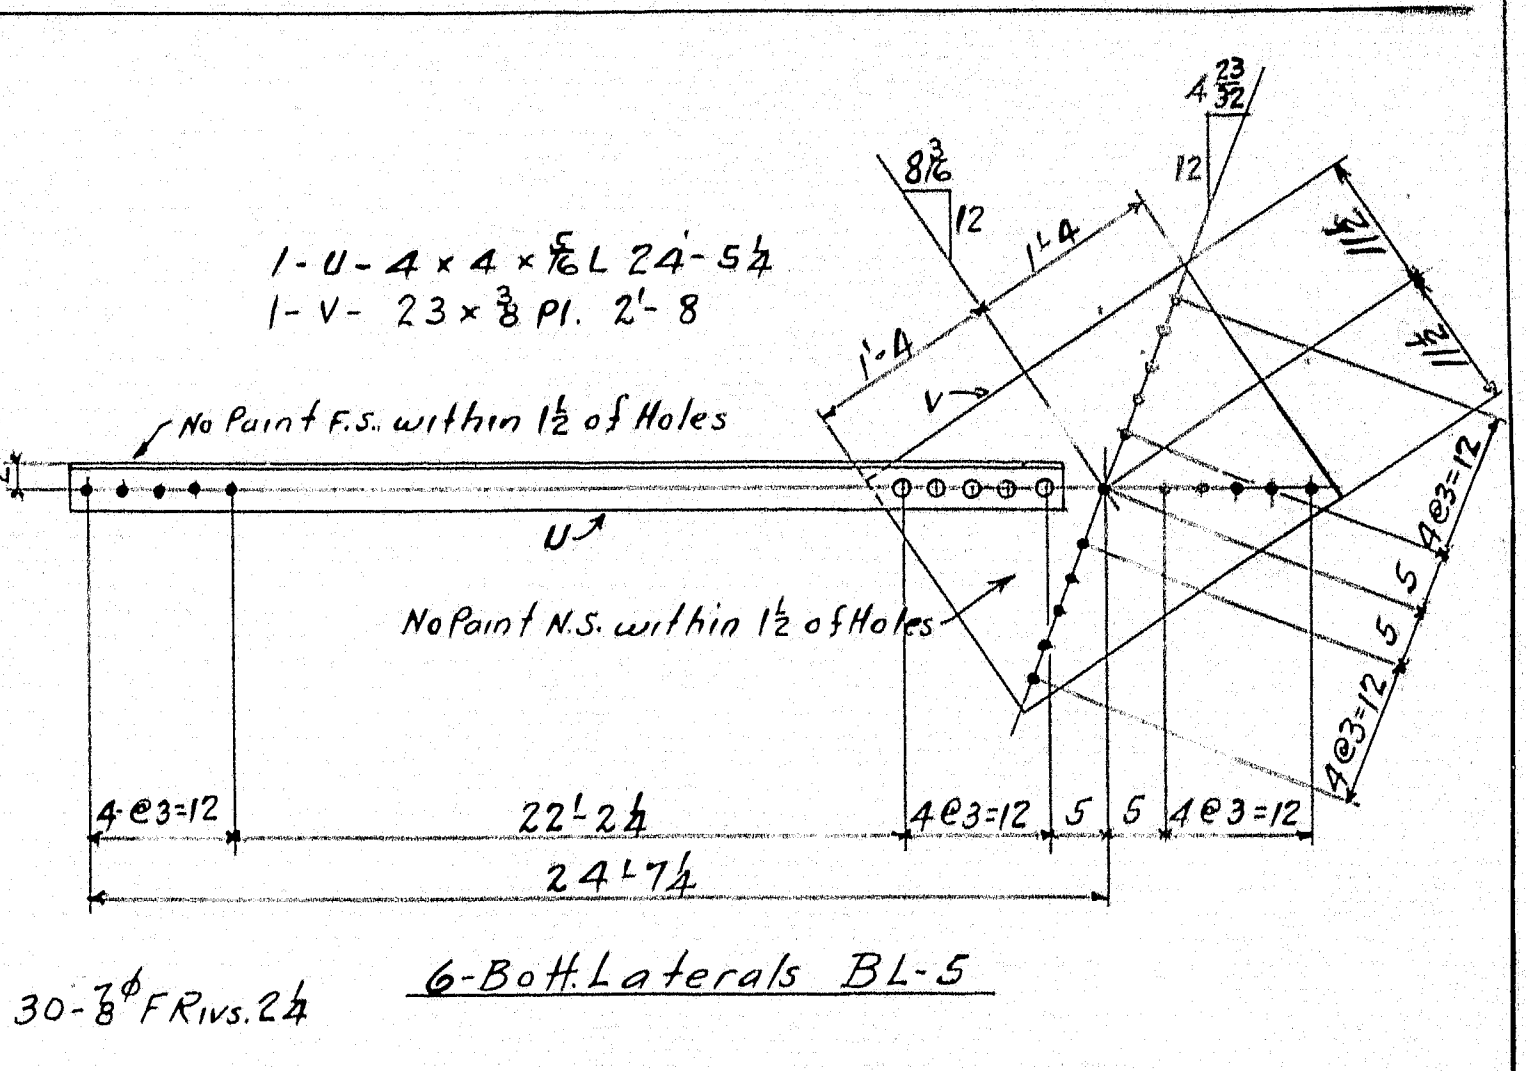 4 23/32
12
8 3/16
12
1'-4
1'-4
11 1/2
11 1/2
1-U-4 x 4 x 5/16 L 24'-5 1/4
1-V- 23 x 3/8 Pl. 2'-8
V
No Paint F.S. within 1 1/2 of Holes
U
No Paint N.S. within 1 1/2 of Holes
4@3=12
5
5
4@3=12
4@3=12
22'-2 1/4
4@3=12
5
5
4@3=12
24'-7 1/4
6-Bott. Laterals BL-5
30-7/8φ F Rivs. 2 1/4